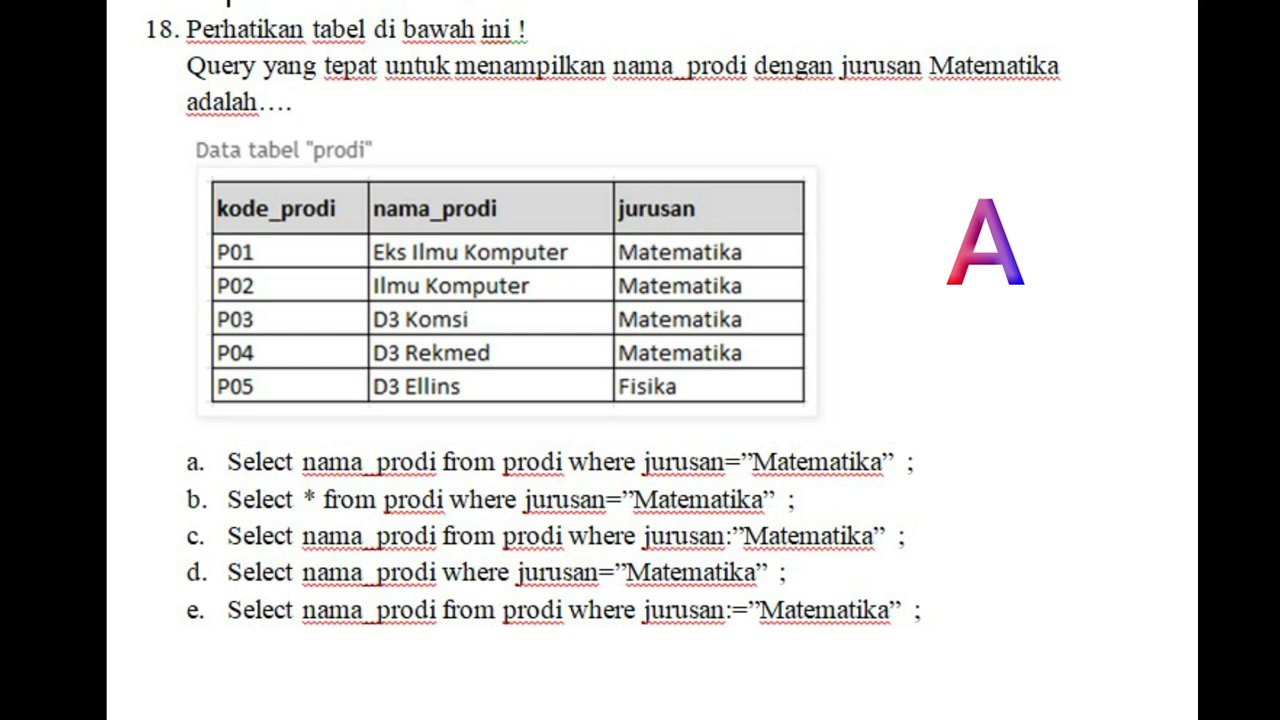 18. Perhatikan tabel di bawah ini !
Query yang tepat untuk menampilkan nama_prodi dengan jurusan Matematika
adalah….
Data tabel "prodi"
kode_prodi nama_prodi jurusan
P01 Eks Ilmu Komputer Matematika
P02 Ilmu Komputer Matematika
P03 D3 Komsi Matematika
P04 D3 Rekmed Matematika
P05 D3 Ellins Fisika
A
a. Select nama_prodi from prodi where jurusan=”Matematika” ;
b. Select * from prodi where jurusan=”Matematika” ;
c. Select nama_prodi from prodi where jurusan:”Matematika” ;
d. Select nama_prodi where jurusan=”Matematika” ;
e. Select nama_prodi from prodi where jurusan:=”Matematika” ;